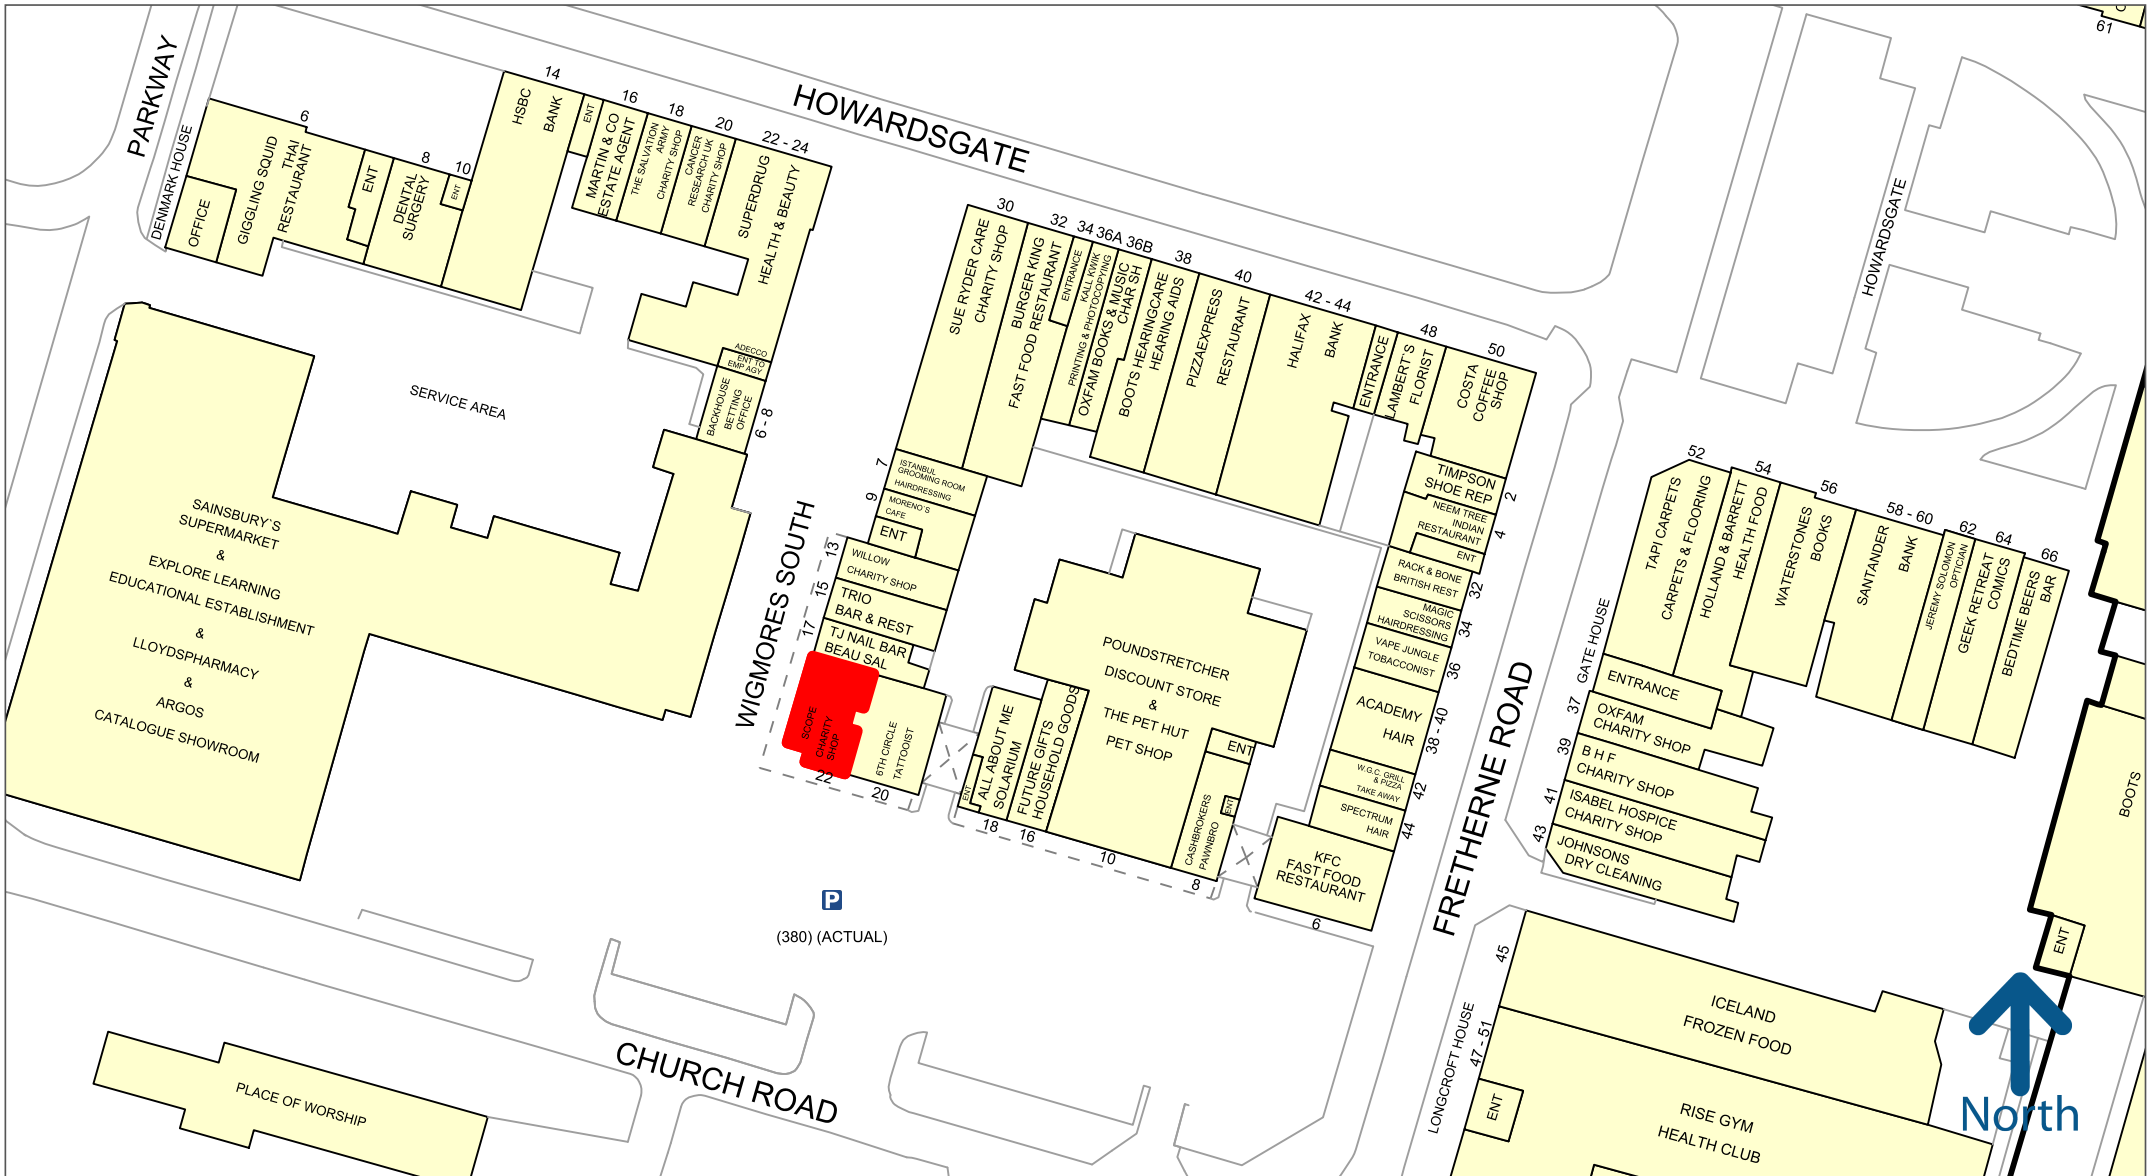 61
PARKWAY
DENMARK HOUSE
HOWARDSGATE
HOWARDSGATE
6
8
10
14
16
18
20
22 - 24
OFFICE
GIGGLING SQUID
THAI
RESTAURANT
ENT
DENTAL
SURGERY
ENT
HSBC
BANK
ENT
MARTIN & CO
ESTATE AGENT
THE SALVATION
ARMY
CHARITY SHOP
CANCER
RESEARCH UK
CHARITY SHOP
SUPERDRUG
HEALTH & BEAUTY
ADECCO
ENT TO
EMP AGY
BACKHOUSE
BETTING
OFFICE
6 - 8
SERVICE AREA
SAINSBURY`S
SUPERMARKET
&
EXPLORE LEARNING
EDUCATIONAL ESTABLISHMENT
&
LLOYDSPHARMACY
&
ARGOS
CATALOGUE SHOWROOM
30
32
34
36A
36B
38
40
42 - 44
48
50
SUE RYDER CARE
CHARITY SHOP
BURGER KING
FAST FOOD RESTAURANT
ENTRANCE
KALL KWIK
PRINTING & PHOTOCOPYING
OXFAM BOOKS & MUSIC
CHAR SH
BOOTS HEARINGCARE
HEARING AIDS
PIZZAEXPRESS
RESTAURANT
HALIFAX
BANK
ENTRANCE
LAMBERT`S
FLORIST
COSTA
COFFEE
SHOP
7
ISTANBUL
GROOMING ROOM
HAIRDRESSING
9
MORENO`S
CAFE
ENT
13
WILLOW
CHARITY SHOP
15
TRIO
BAR & REST
17
TJ NAIL BAR
BEAU SAL
WIGMORES SOUTH
SCOPE
CHARITY
SHOP
22
6TH CIRCLE
TATTOOIST
20
ENT
ALL ABOUT ME
SOLARIUM
18
FUTURE GIFTS
HOUSEHOLD GOODS
16
POUNDSTRETCHER
DISCOUNT STORE
&
THE PET HUT
PET SHOP
10
ENT
CASHBROKERS
PAWNBRO
ENT
8
TIMPSON
SHOE REP
2
NEEM TREE
INDIAN
RESTAURANT
4
ENT
RACK & BONE
BRITISH REST
32
MAGIC
SCISSORS
HAIRDRESSING
34
VAPE JUNGLE
TOBACCONIST
36
ACADEMY
HAIR
38 - 40
W.G.C. GRILL
& PIZZA
TAKE AWAY
42
SPECTRUM
HAIR
44
KFC
FAST FOOD
RESTAURANT
6
FRETHERNE ROAD
52
54
56
58 - 60
62
64
66
TAPI CARPETS
CARPETS & FLOORING
HOLLAND & BARRETT
HEALTH FOOD
WATERSTONES
BOOKS
SANTANDER
BANK
JEREMY SOLOMON
OPTICIAN
GEEK RETREAT
COMICS
BEDTIME BEERS
BAR
GATE HOUSE
ENTRANCE
37
OXFAM
CHARITY SHOP
39
B H F
CHARITY SHOP
41
ISABEL HOSPICE
CHARITY SHOP
43
JOHNSONS
DRY CLEANING
BOOTS
ENT
45
ICELAND
FROZEN FOOD
LONGCROFT HOUSE
47 - 51
ENT
RISE GYM
HEALTH CLUB
P
(380) (ACTUAL)
CHURCH ROAD
PLACE OF WORSHIP
North